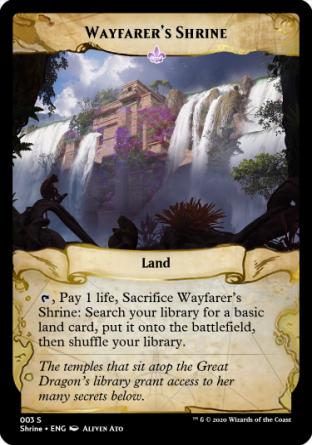 Wayfarer's Shrine
Land
, Pay 1 life, Sacrifice Wayfarer's
Shrine: Search your library for a basic
land card, put it onto the battlefield,
then shuffle your library.
The temples that sit atop the Great
Dragon's library grant access to her
many secrets below.
003 S
Shrine • ENG Aliven Ato
™ & © 2020 Wizards of the Coast